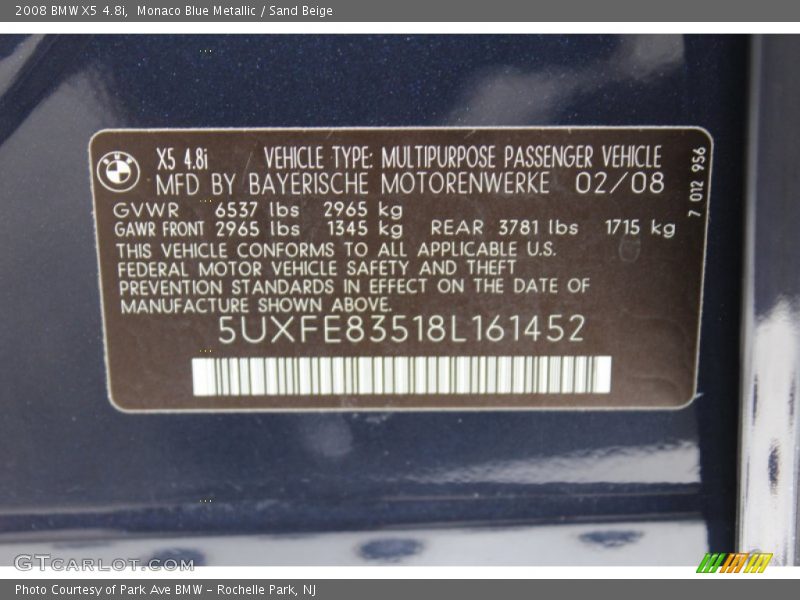 2008 BMW X5 4.8i, Monaco Blue Metallic / Sand Beige
X5 4.8i VEHICLE TYPE: MULTIPURPOSE PASSENGER VEHICLE
MFD BY BAYERISCHE MOTORENWERKE 02/08
GVWR 6537 lbs 2965 kg
GAWR FRONT 2965 lbs 1345 kg REAR 3781 lbs 1715 kg
THIS VEHICLE CONFORMS TO ALL APPLICABLE U.S.
FEDERAL MOTOR VEHICLE SAFETY AND THEFT
PREVENTION STANDARDS IN EFFECT ON THE DATE OF
MANUFACTURE SHOWN ABOVE.
5UXFE83518L161452
7 012 956
BMW
GTCARLOT.COM
Photo Courtesy of Park Ave BMW - Rochelle Park, NJ